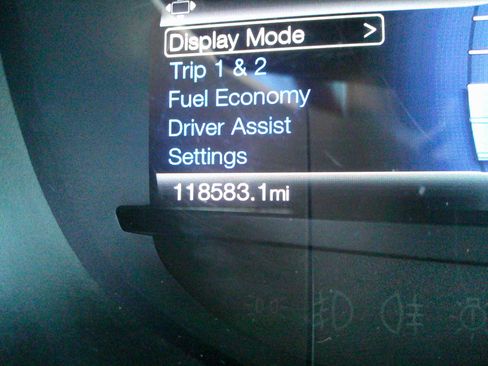 Display Mode >
Trip 1 & 2
Fuel Economy
Driver Assist
Settings
118583.1mi